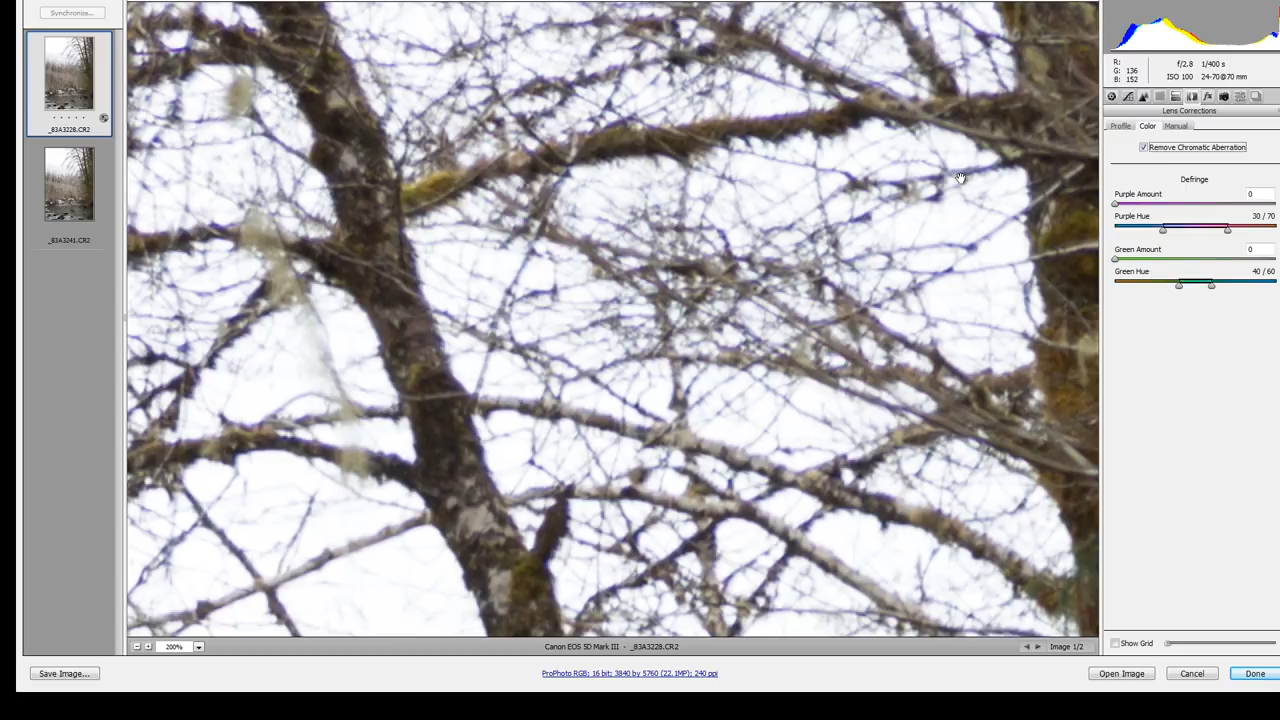 Synchronize...
_83A3228.CR2
_83A3241.CR2
R:
G: 136
B: 152
f/2.8 1/400 s
ISO 100 24-70@70 mm
Lens Corrections
Profile Color Manual
Remove Chromatic Aberration
Defringe
Purple Amount 0
Purple Hue 30 / 70
Green Amount 0
Green Hue 40 / 60
Show Grid
200%
Canon EOS 5D Mark III - _83A3228.CR2
Image 1/2
Save Image...
ProPhoto RGB; 16 bit; 3840 by 5760 (22.1MP); 240 ppi
Open Image
Cancel
Done